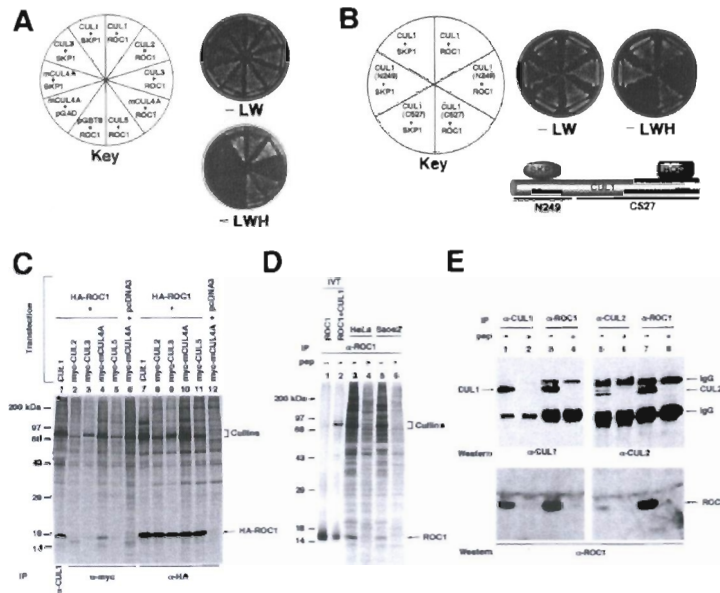 A
CUL1 + SKP1
CUL1 + ROC1
CUL2 + ROC1
CUL3 + ROC1
mCUL4A + ROC1
CUL5 + ROC1
pGBT8 + ROC1
mCUL4A + pGAD
mCUL4A + SKP1
CUL3 + SKP1
Key
– LW
– LWH
B
CUL1 + SKP1
CUL1 + ROC1
CUL1 (N249) + SKP1
CUL1 (N249) + ROC1
CUL1 (C527) + SKP1
CUL1 (C527) + ROC1
Key
– LW
– LWH
CUL1
N249
C527
C
Transfection
HA-ROC1 +
HA-ROC1 +
CUL1
myc-CUL2
myc-CUL3
myc-mCUL4A
myc-CUL5
myc-mCUL4A + pcDNA3
CUL1
myc-CUL2
myc-CUL3
myc-mCUL4A
myc-CUL5
myc-mCUL4A + pcDNA3
1 2 3 4 5 6 7 8 9 10 11 12
200 kDa
97
68
43
29
18
14
Cullins
HA-ROC1
IP
α-CUL1
α-myc
α-HA
D
IVT
ROC1
ROC1+CUL1
HeLa
Saos2
IP
α-ROC1
pep
– + – +
1 2 3 4 5 6
200
97
68
43
29
18
14
Cullins
ROC1
E
IP
α-CUL1 α-ROC1 α-CUL2 α-ROC1
pep
– + – + – + – +
1 2 3 4 5 6 7 8
CUL1
IgG
CUL2
IgG
Western
α-CUL1
α-CUL2
ROC
Western
α-ROC1